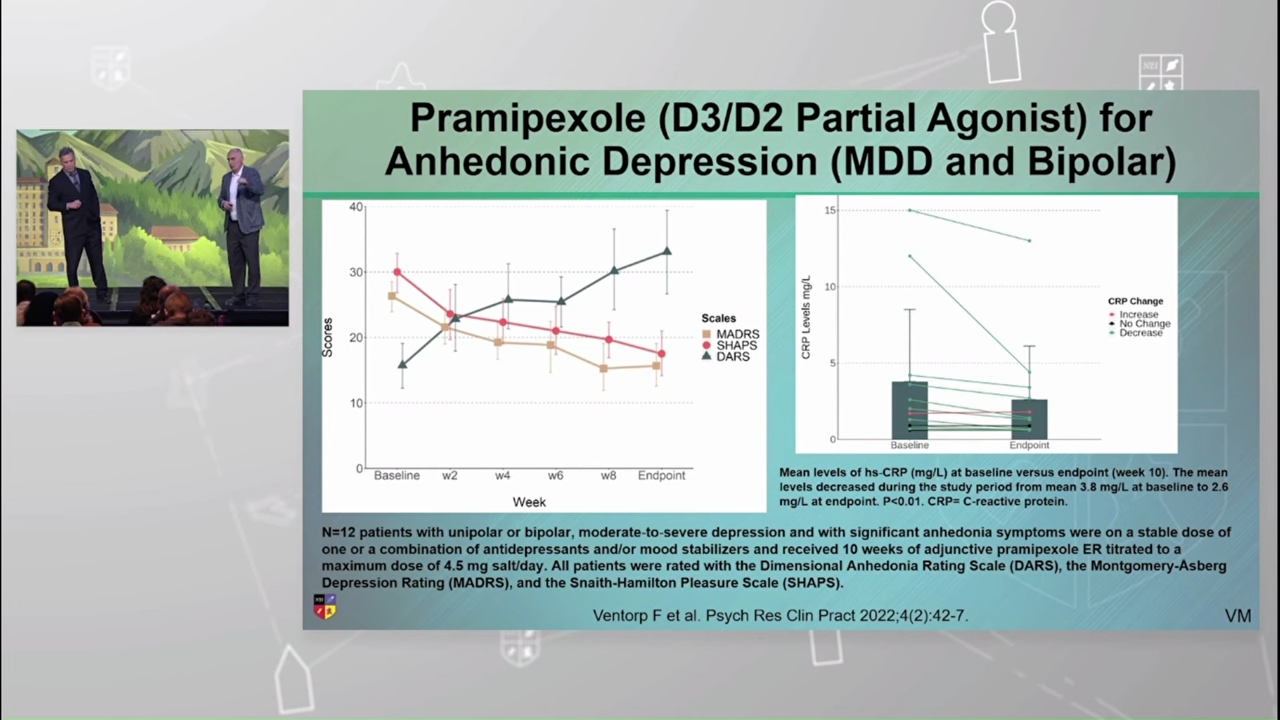 Pramipexole (D3/D2 Partial Agonist) for
Anhedonic Depression (MDD and Bipolar)
40
30
20
10
0
Scores
Baseline
w2
w4
w6
w8
Endpoint
Week
Scales
MADRS
SHAPS
DARS
15
10
5
0
CRP Levels mg/L
Baseline
Endpoint
CRP Change
Increase
No Change
Decrease
Mean levels of hs-CRP (mg/L) at baseline versus endpoint (week 10). The mean
levels decreased during the study period from mean 3.8 mg/L at baseline to 2.6
mg/L at endpoint. P<0.01. CRP= C-reactive protein.
N=12 patients with unipolar or bipolar, moderate-to-severe depression and with significant anhedonia symptoms were on a stable dose of
one or a combination of antidepressants and/or mood stabilizers and received 10 weeks of adjunctive pramipexole ER titrated to a
maximum dose of 4.5 mg salt/day. All patients were rated with the Dimensional Anhedonia Rating Scale (DARS), the Montgomery-Asberg
Depression Rating (MADRS), and the Snaith-Hamilton Pleasure Scale (SHAPS).
Ventorp F et al. Psych Res Clin Pract 2022;4(2):42-7.
VM
NEI